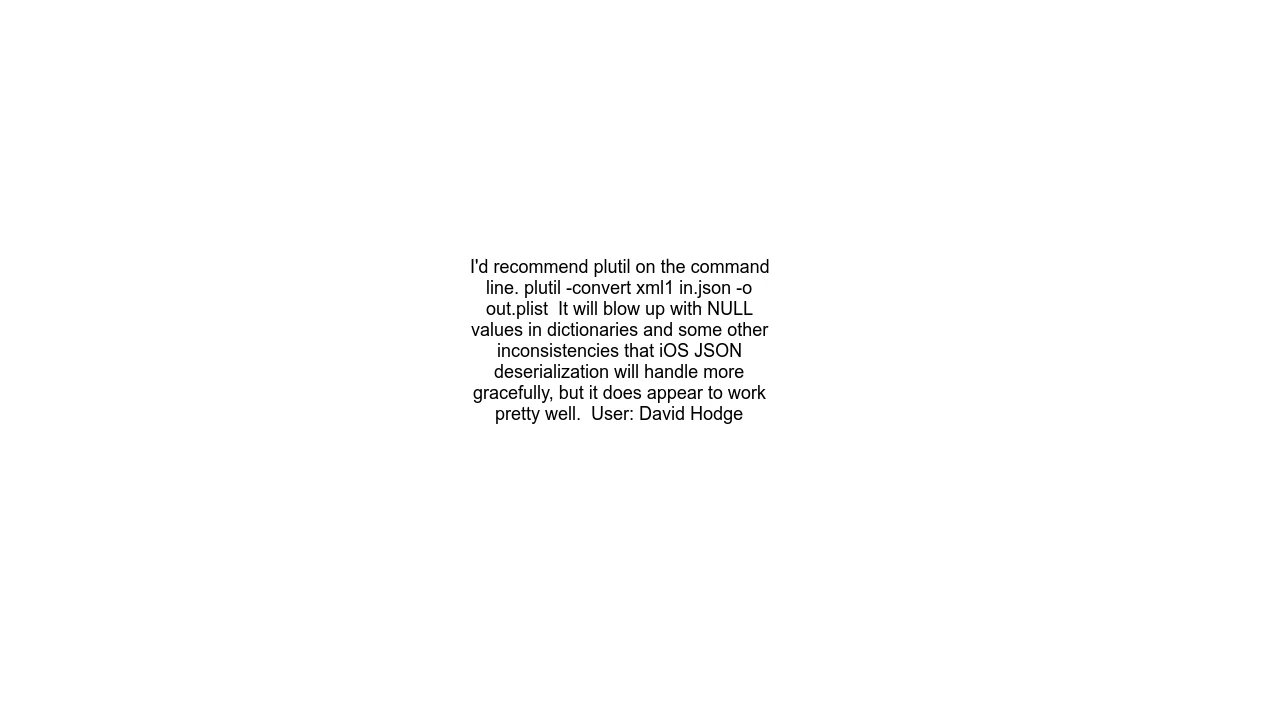 I'd recommend plutil on the command
line. plutil -convert xml1 in.json -o
out.plist  It will blow up with NULL
values in dictionaries and some other
inconsistencies that iOS JSON
deserialization will handle more
gracefully, but it does appear to work
pretty well.  User: David Hodge